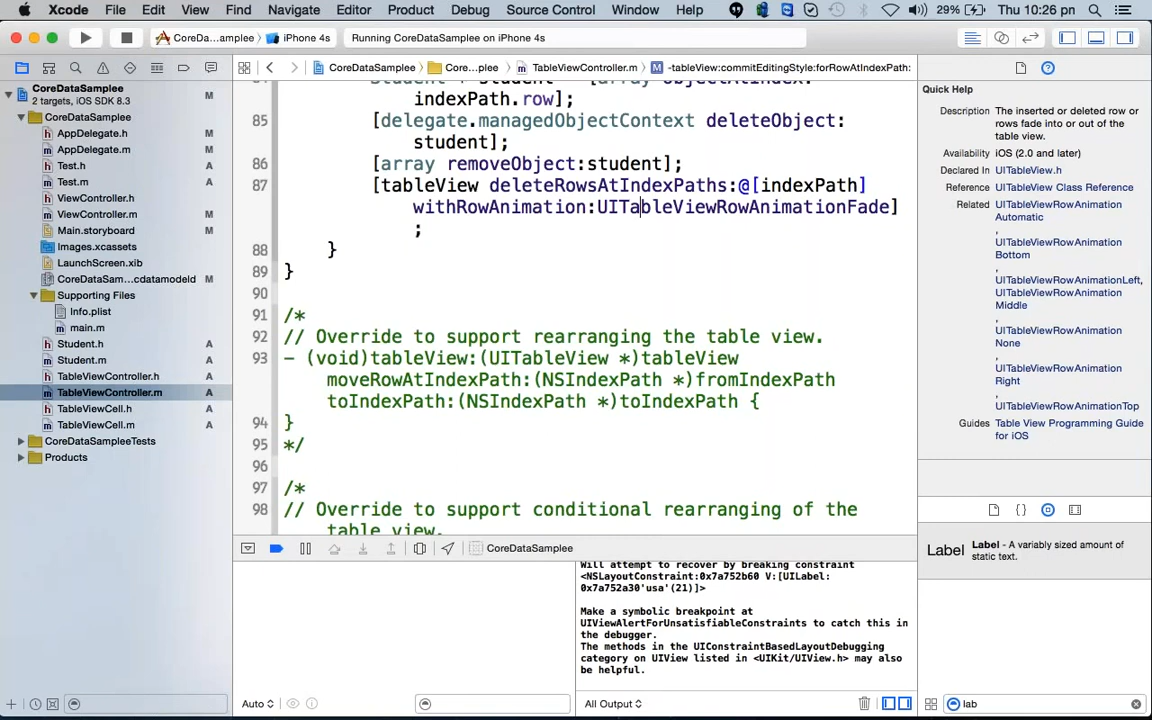 Xcode File Edit View Find Navigate Editor Product Debug Source Control Window Help 29% Thu 10:26 pm
CoreDa...amplee iPhone 4s Running CoreDataSamplee on iPhone 4s
CoreDataSamplee Core...plee TableViewController.m -tableView:commitEditingStyle:forRowAtIndexPath:
CoreDataSamplee M
2 targets, iOS SDK 8.3
CoreDataSamplee
AppDelegate.h M
AppDelegate.m M
Test.h A
Test.m A
ViewController.h M
ViewController.m M
Main.storyboard M
Images.xcassets
LaunchScreen.xib
CoreDataSam...cdatamodeld M
Supporting Files
Info.plist
main.m
Student.h A
Student.m A
TableViewController.h A
TableViewController.m A
TableViewCell.h A
TableViewCell.m A
CoreDataSampleeTests
Products
indexPath.row];
85 [delegate.managedObjectContext deleteObject:
student];
86 [array removeObject:student];
87 [tableView deleteRowsAtIndexPaths:@[indexPath]
withRowAnimation:UITableViewRowAnimationFade]
;
88 }
89 }
90
91 /*
92 // Override to support rearranging the table view.
93 - (void)tableView:(UITableView *)tableView
moveRowAtIndexPath:(NSIndexPath *)fromIndexPath
toIndexPath:(NSIndexPath *)toIndexPath {
94 }
95 */
96
97 /*
98 // Override to support conditional rearranging of the
table view.
CoreDataSamplee
Will attempt to recover by breaking constraint
<NSLayoutConstraint:0x7a752b60 V:[UILabel:
0x7a752a30'usa'(21)]>
Make a symbolic breakpoint at
UIViewAlertForUnsatisfiableConstraints to catch this in
the debugger.
The methods in the UIConstraintBasedLayoutDebugging
category on UIView listed in <UIKit/UIView.h> may also
be helpful.
Auto
All Output
Quick Help
Description The inserted or deleted row or
rows fade into or out of the
table view.
Availability iOS (2.0 and later)
Declared In UITableView.h
Reference UITableView Class Reference
Related UITableViewRowAnimation
Automatic
,
UITableViewRowAnimation
Bottom
,
UITableViewRowAnimationLeft,
UITableViewRowAnimation
Middle
,
UITableViewRowAnimation
None
,
UITableViewRowAnimation
Right
,
UITableViewRowAnimationTop
Guides Table View Programming Guide
for iOS
{}
Label Label - A variably sized amount of
static text.
lab